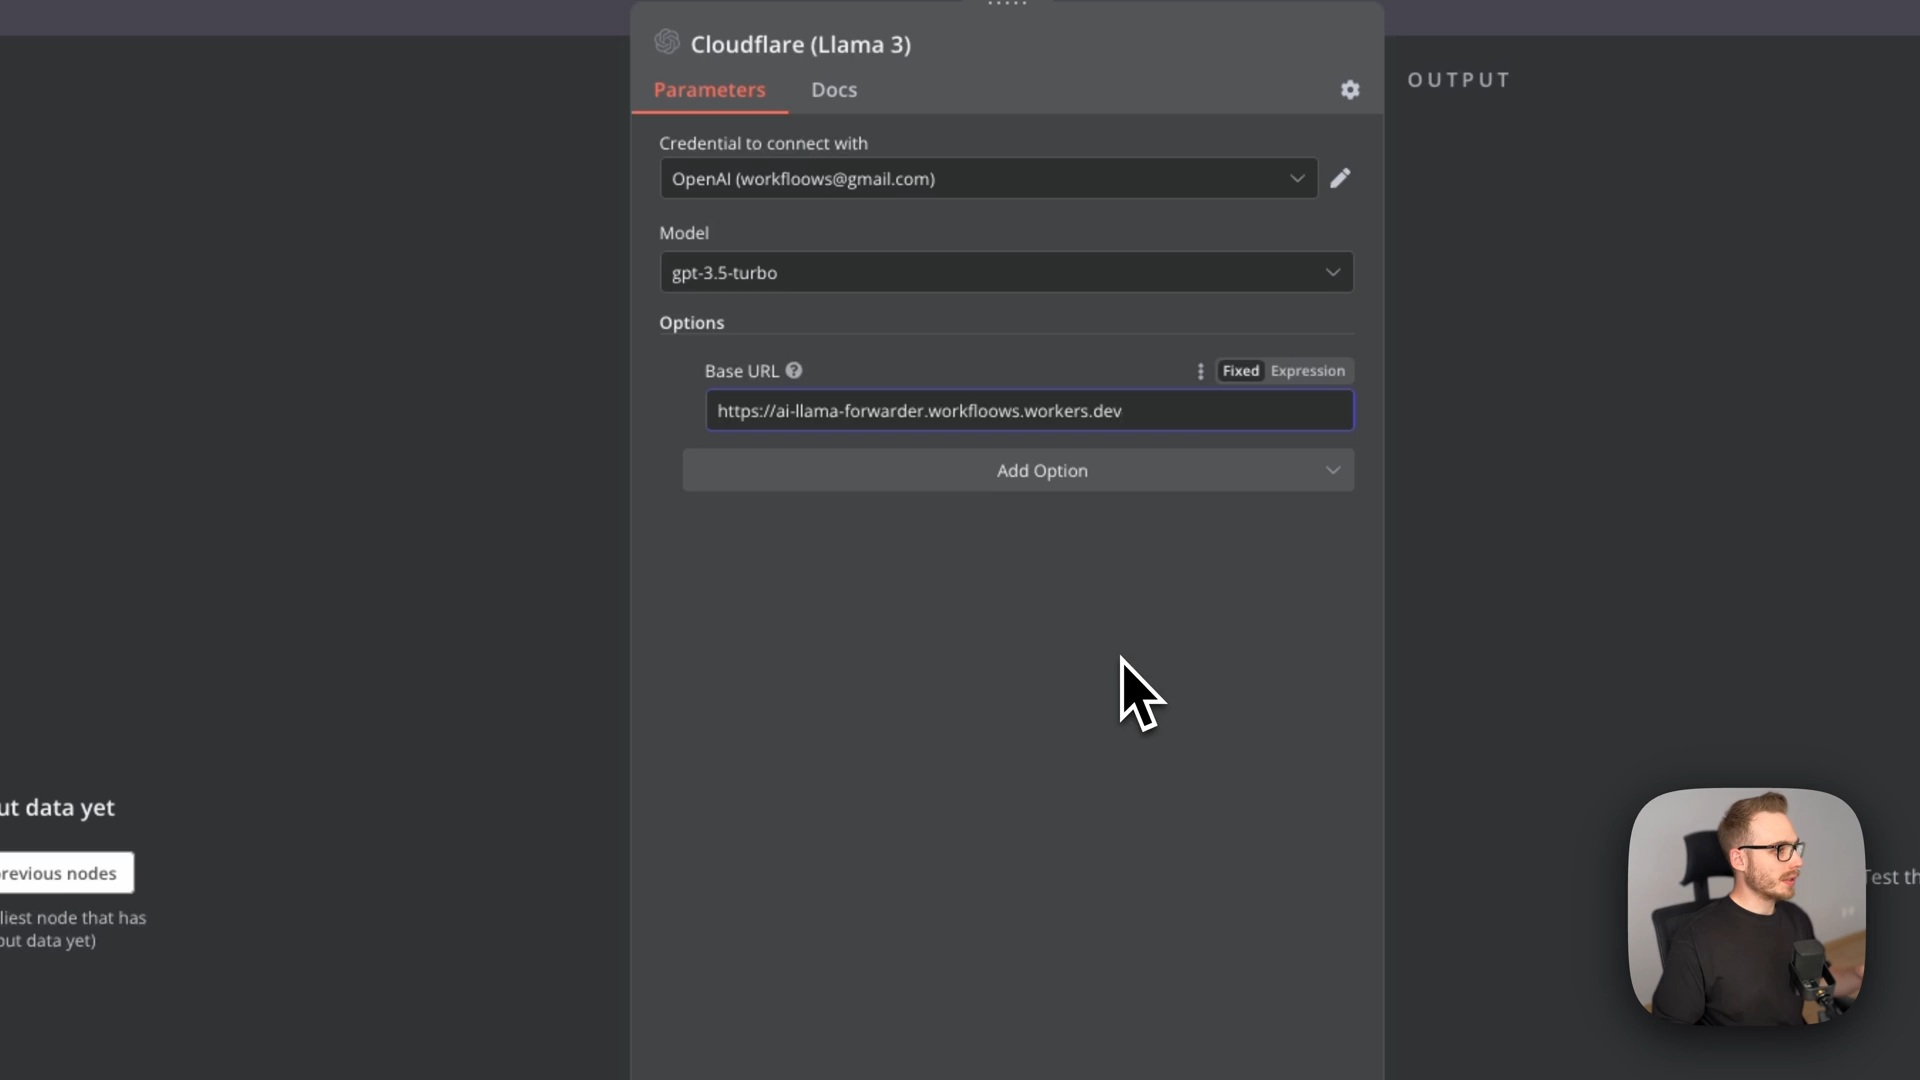 Cloudflare (Llama 3)
Parameters
Docs
OUTPUT
Credential to connect with
OpenAI (workfloows@gmail.com)
Model
gpt-3.5-turbo
Options
Base URL
Fixed
Expression
https://ai-llama-forwarder.workfloows.workers.dev
Add Option
ut data yet
revious nodes
liest node that has
out data yet)
Test th